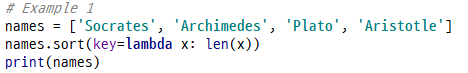 # Example 1
names = ['Socrates', 'Archimedes', 'Plato', 'Aristotle']
names.sort(key=lambda x: len(x))
print(names)